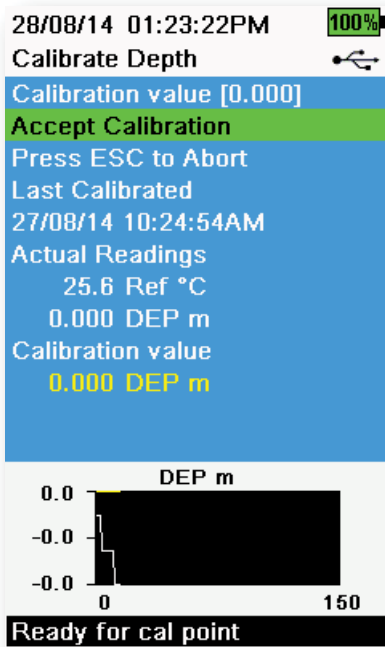 28/08/14 01:23:22PM 100%
Calibrate Depth
Calibration value [0.000]
Accept Calibration
Press ESC to Abort
Last Calibrated
27/08/14 10:24:54AM
Actual Readings
25.6 Ref °C
0.000 DEP m
Calibration value
0.000 DEP m
DEP m
0.0
-0.0
-0.0
0 150
Ready for cal point